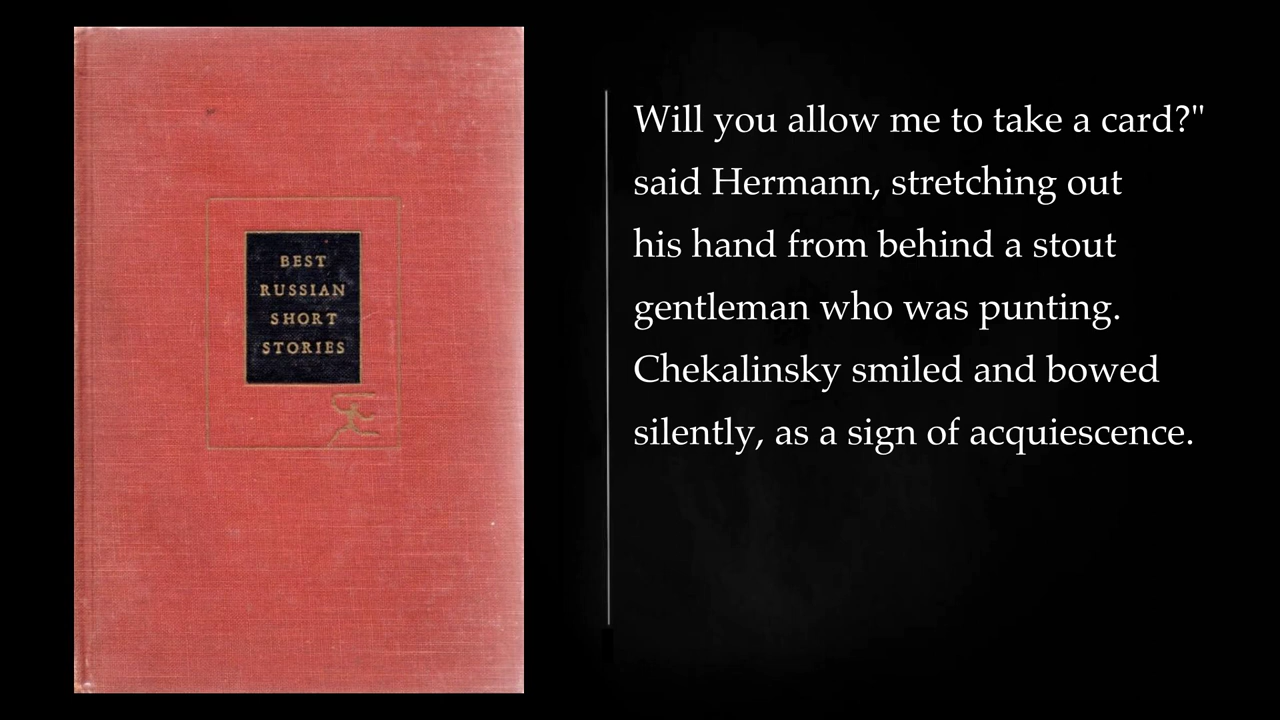 BEST
RUSSIAN
SHORT
STORIES
Will you allow me to take a card?"
said Hermann, stretching out
his hand from behind a stout
gentleman who was punting.
Chekalinsky smiled and bowed
silently, as a sign of acquiescence.